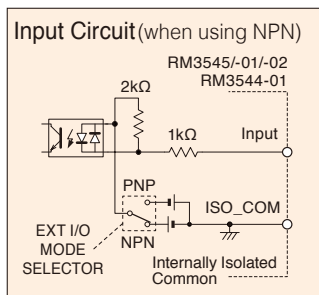 Input Circuit (when using NPN)
RM3545/-01/-02
RM3544-01
2kΩ
1kΩ
Input
PNP
ISO_COM
EXT I/O
MODE
SELECTOR
NPN
Internally Isolated
Common